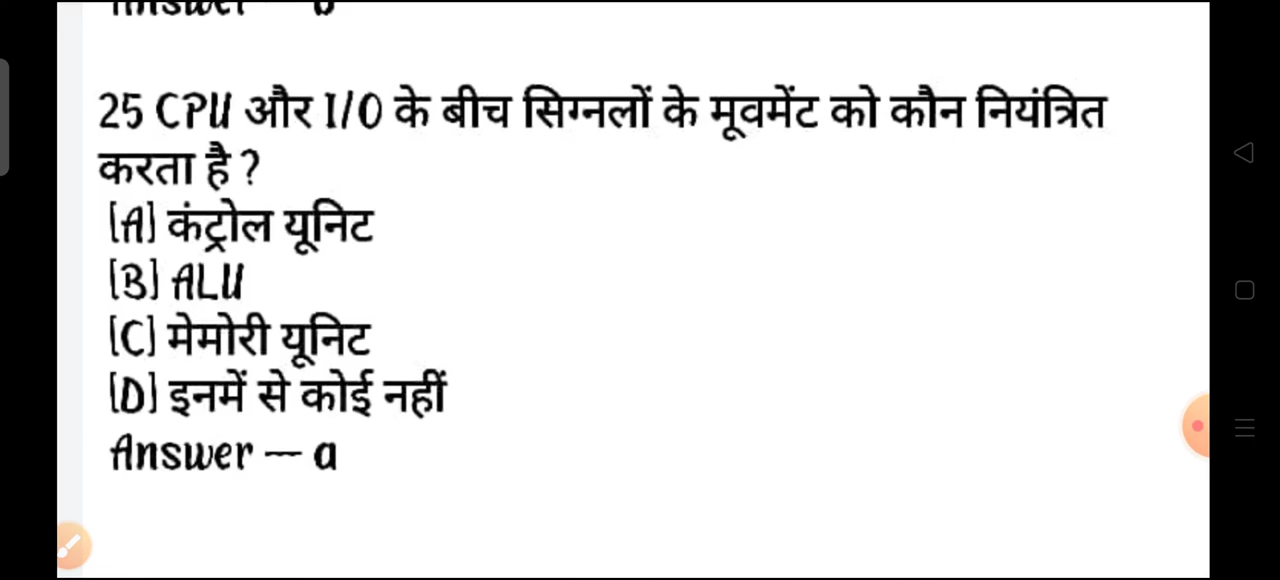 25 CPU और I/O के बीच सिग्नलों के मूवमेंट को कौन नियंत्रित
करता है ?
[A] कंट्रोल यूनिट
[B] ALU
[C] मेमोरी यूनिट
[D] इनमें से कोई नहीं
Answer — a